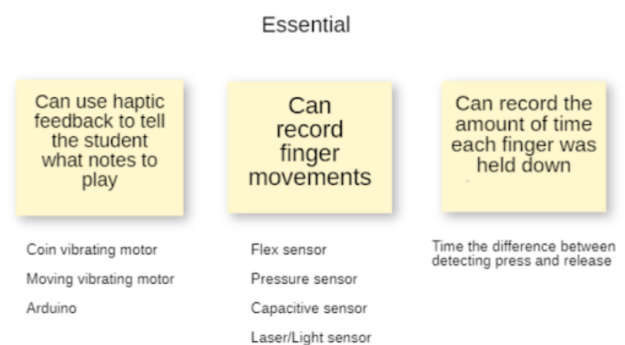 Essential
Can use haptic
feedback to tell
the student
what notes to
play
Can
record
finger
movements
Can record the
amount of time
each finger was
held down
Coin vibrating motor
Moving vibrating motor
Arduino
Flex sensor
Pressure sensor
Capacitive sensor
Laser/Light sensor
Time the difference between
detecting press and release